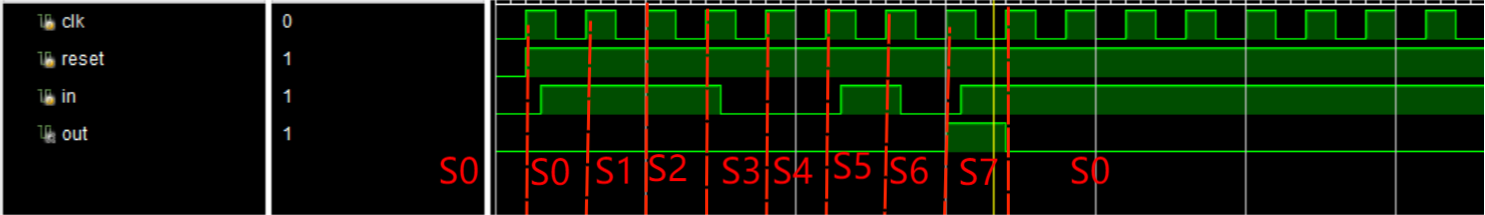 clk 0
reset 1
in 1
out 1
S0 S0 S1 S2 S3 S4 S5 S6 S7 S0